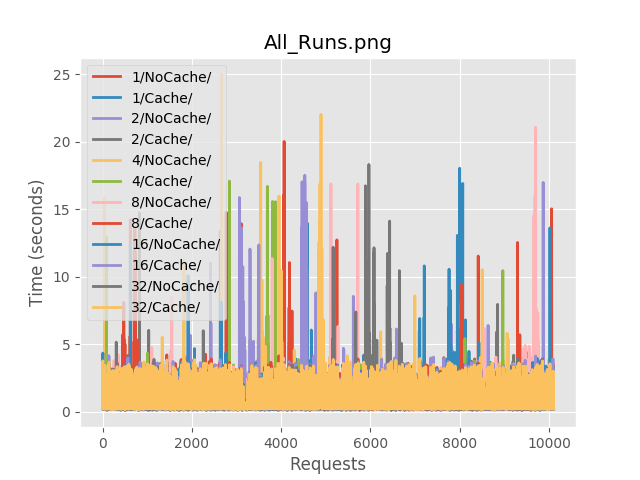 All_Runs.png
25
20
15
10
5
0
Time (seconds)
1/NoCache/
1/Cache/
2/NoCache/
2/Cache/
4/NoCache/
4/Cache/
8/NoCache/
8/Cache/
16/NoCache/
16/Cache/
32/NoCache/
32/Cache/
0 2000 4000 6000 8000 10000
Requests